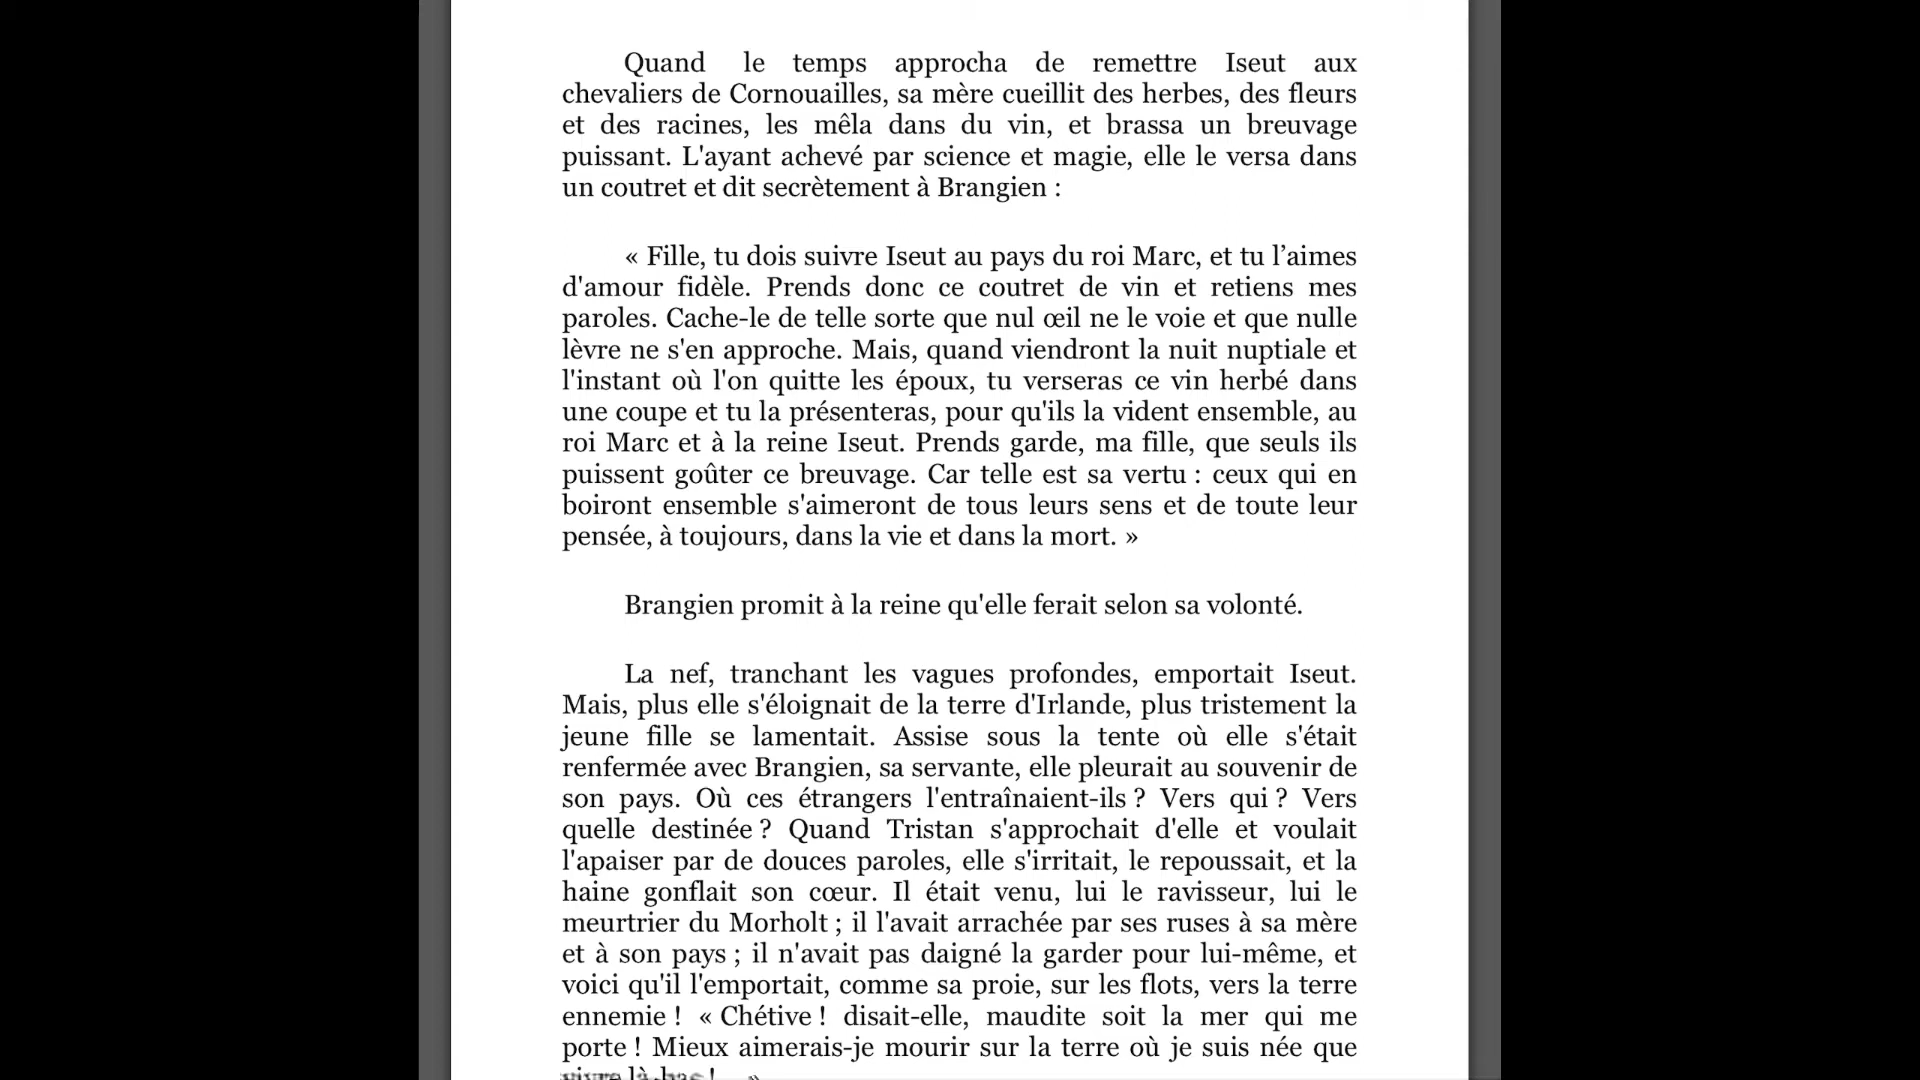 Quand le temps approcha de remettre Iseut aux
chevaliers de Cornouailles, sa mère cueillit des herbes, des fleurs
et des racines, les mêla dans du vin, et brassa un breuvage
puissant. L'ayant achevé par science et magie, elle le versa dans
un coutret et dit secrètement à Brangien :
« Fille, tu dois suivre Iseut au pays du roi Marc, et tu l’aimes
d'amour fidèle. Prends donc ce coutret de vin et retiens mes
paroles. Cache-le de telle sorte que nul œil ne le voie et que nulle
lèvre ne s'en approche. Mais, quand viendront la nuit nuptiale et
l'instant où l'on quitte les époux, tu verseras ce vin herbé dans
une coupe et tu la présenteras, pour qu'ils la vident ensemble, au
roi Marc et à la reine Iseut. Prends garde, ma fille, que seuls ils
puissent goûter ce breuvage. Car telle est sa vertu : ceux qui en
boiront ensemble s'aimeront de tous leurs sens et de toute leur
pensée, à toujours, dans la vie et dans la mort. »
Brangien promit à la reine qu'elle ferait selon sa volonté.
La nef, tranchant les vagues profondes, emportait Iseut.
Mais, plus elle s'éloignait de la terre d'Irlande, plus tristement la
jeune fille se lamentait. Assise sous la tente où elle s'était
renfermée avec Brangien, sa servante, elle pleurait au souvenir de
son pays. Où ces étrangers l'entraînaient-ils ? Vers qui ? Vers
quelle destinée ? Quand Tristan s'approchait d'elle et voulait
l'apaiser par de douces paroles, elle s'irritait, le repoussait, et la
haine gonflait son cœur. Il était venu, lui le ravisseur, lui le
meurtrier du Morholt ; il l'avait arrachée par ses ruses à sa mère
et à son pays ; il n'avait pas daigné la garder pour lui-même, et
voici qu'il l'emportait, comme sa proie, sur les flots, vers la terre
ennemie ! « Chétive ! disait-elle, maudite soit la mer qui me
porte ! Mieux aimerais-je mourir sur la terre où je suis née que
là-bas ! »